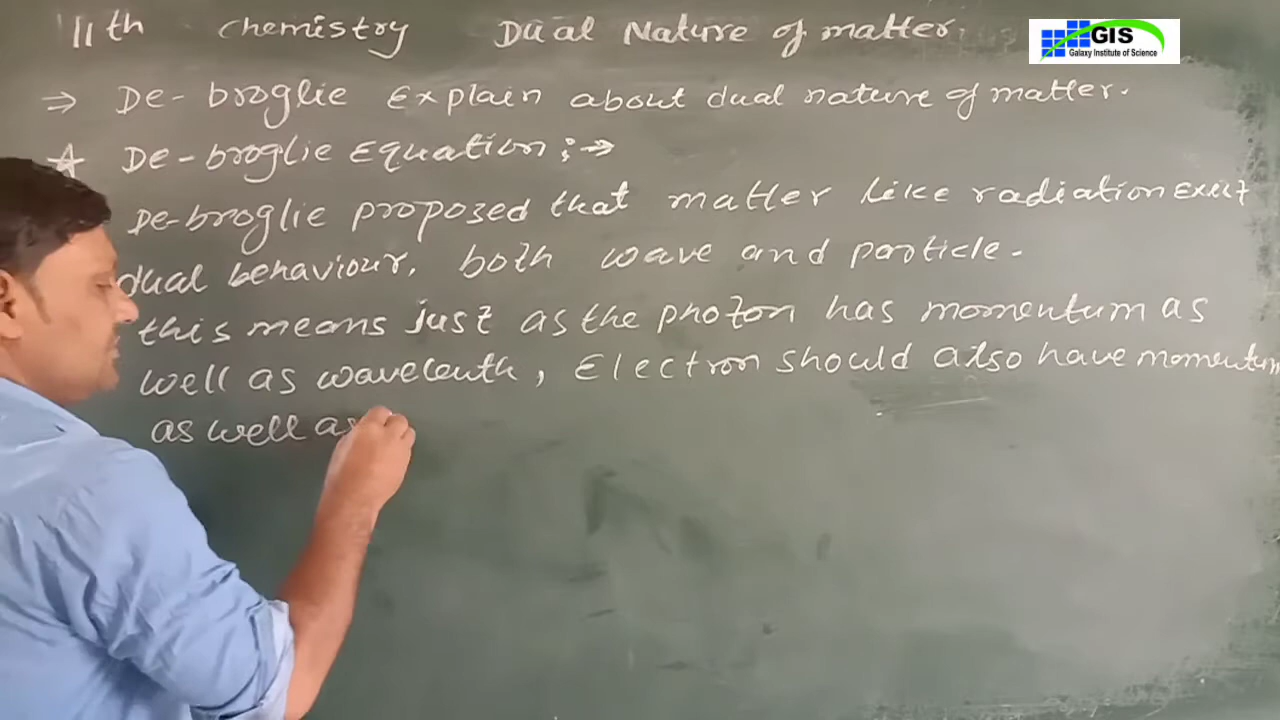 11th chemistry Dual Nature of matter.
GIS
Galaxy Institute of Science
⇒ De-broglie Explain about dual nature of matter.
☆ De-broglie Equation :→
De-broglie proposed that matter like radiation Exist
dual behaviour, both wave and particle.
this means just as the photon has momentum as
well as wavelenth, Electron should also have momentum
as well as